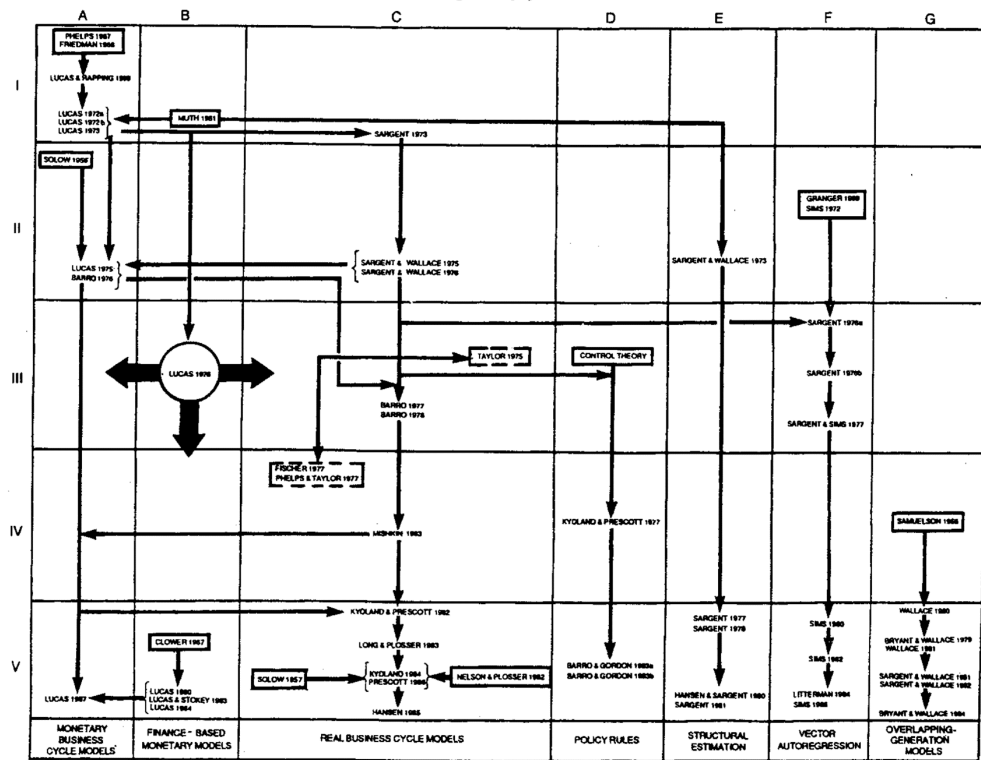 A B C D E F G
I
PHELPS 1967
FRIEDMAN 1968
LUCAS & RAPPING 1969
LUCAS 1972a
LUCAS 1972b
LUCAS 1973
MUTH 1961
SARGENT 1973
II
SOLOW 1956
GRANGER 1969
SIMS 1972
LUCAS 1975
BARRO 1976
SARGENT & WALLACE 1975
SARGENT & WALLACE 1976
SARGENT & WALLACE 1973
III
SARGENT 1976a
TAYLOR 1975
CONTROL THEORY
LUCAS 1976
SARGENT 1976b
BARRO 1977
BARRO 1978
SARGENT & SIMS 1977
IV
FISCHER 1977
PHELPS & TAYLOR 1977
KYDLAND & PRESCOTT 1977
SAMUELSON
MISHKIN 1983
V
KYDLAND & PRESCOTT 1982
SARGENT 1977
SARGENT 1978
SIMS 1980
WALLACE 1980
CLOWER 1967
LONG & PLOSSER 1983
BRYANT & WALLACE 1979
WALLACE 1981
SIMS 1982
BARRO & GORDON 1983a
BARRO & GORDON 1983b
SOLOW 1957
KYDLAND 1984
PRESCOTT 1986
NELSON & PLOSSER 1982
SARGENT & WALLACE 1981
SARGENT & WALLACE 1982
LUCAS 1987
LUCAS 1980
LUCAS & STOKEY 1983
LUCAS 1984
HANSEN & SARGENT 1980
SARGENT 1981
LITTERMAN 1984
SIMS 1986
HANSEN 1985
BRYANT & WALLACE 1984
MONETARY
BUSINESS
CYCLE MODELS
FINANCE - BASED
MONETARY MODELS
REAL BUSINESS CYCLE MODELS
POLICY RULES
STRUCTURAL
ESTIMATION
VECTOR
AUTOREGRESSION
OVERLAPPING-
GENERATION
MODELS